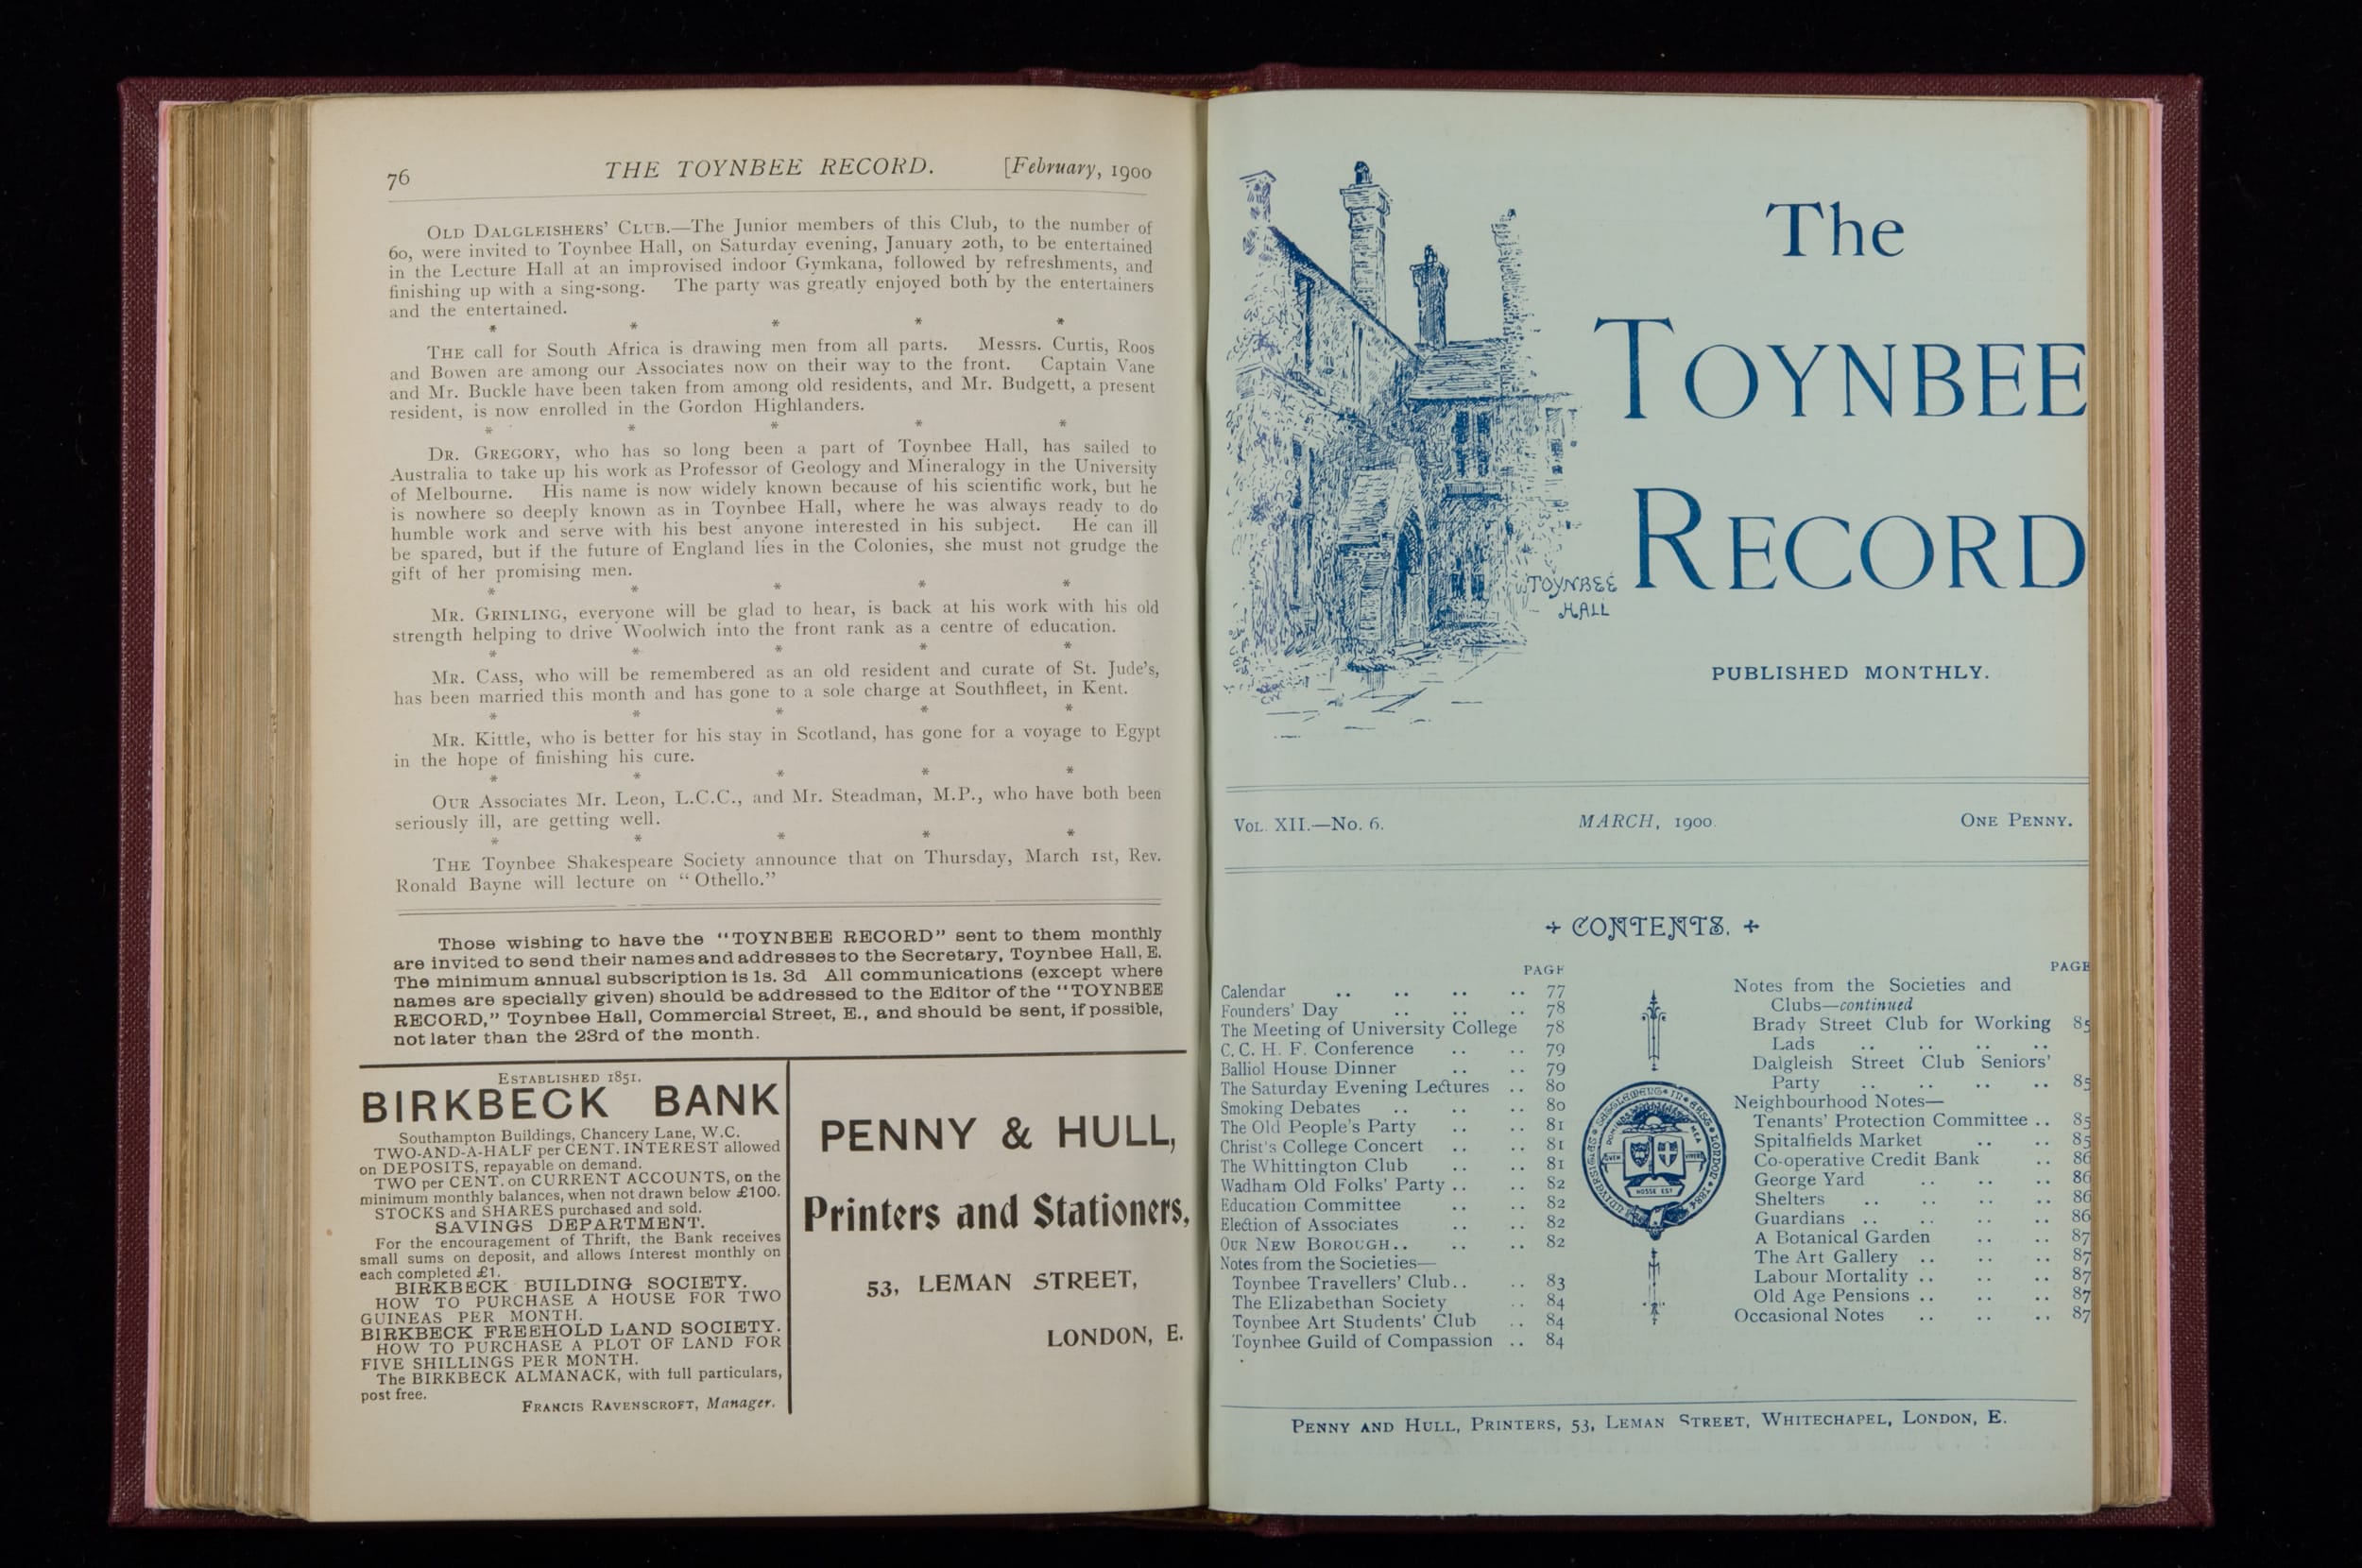 76 THE TOYNBEE RECORD. [February, 1900
OLD DALGLEISHERS' CLUB.—The Junior members of this Club, to the number of
60, were invited to Toynbee Hall, on Saturday evening, January 20th, to be entertained
in the Lecture Hall at an improvised indoor Gymkana, followed by refreshments, and
finishing up with a sing-song. The party was greatly enjoyed both by the entertainers
and the entertained.
* * * * *
THE call for South Africa is drawing men from all parts. Messrs. Curtis, Roos
and Bowen are among our Associates now on their way to the front. Captain Vane
and Mr. Buckle have been taken from among old residents, and Mr. Budgett, a present
resident, is now enrolled in the Gordon Highlanders.
* * * * *
DR. GREGORY, who has so long been a part of Toynbee Hall, has sailed to
Australia to take up his work as Professor of Geology and Mineralogy in the University
of Melbourne. His name is now widely known because of his scientific work, but he
is nowhere so deeply known as in Toynbee Hall, where he was always ready to do
humble work and serve with his best anyone interested in his subject. He can ill
be spared, but if the future of England lies in the Colonies, she must not grudge the
gift of her promising men.
* * * * *
MR. GRINLING, everyone will be glad to hear, is back at his work with his old
strength helping to drive Woolwich into the front rank as a centre of education.
* * * * *
MR. CASS, who will be remembered as an old resident and curate of St. Jude's,
has been married this month and has gone to a sole charge at Southfleet, in Kent.
* * * * *
MR. Kittle, who is better for his stay in Scotland, has gone for a voyage to Egypt
in the hope of finishing his cure.
* * * * *
OUR Associates Mr. Leon, L.C.C., and Mr. Steadman, M.P., who have both been
seriously ill, are getting well.
* * * * *
THE Toynbee Shakespeare Society announce that on Thursday, March 1st, Rev.
Ronald Bayne will lecture on "Othello."
Those wishing to have the "TOYNBEE RECORD" sent to them monthly
are invited to send their names and addresses to the Secretary, Toynbee Hall, E.
The minimum annual subscription is 1s. 3d All communications (except where
names are specially given) should be addressed to the Editor of the "TOYNBEE
RECORD," Toynbee Hall, Commercial Street, E., and should be sent, if possible,
not later than the 23rd of the month.
ESTABLISHED 1851.
BIRKBECK BANK
Southampton Buildings, Chancery Lane, W.C.
TWO-AND-A-HALF per CENT. INTEREST allowed
on DEPOSITS, repayable on demand.
TWO per CENT. on CURRENT ACCOUNTS, on the
minimum monthly balances, when not drawn below £100.
STOCKS and SHARES purchased and sold.
SAVINGS DEPARTMENT.
For the encouragement of Thrift, the Bank receives
small sums on deposit, and allows Interest monthly on
each completed £1.
BIRKBECK BUILDING SOCIETY.
HOW TO PURCHASE A HOUSE FOR TWO
GUINEAS PER MONTH.
BIRKBECK FREEHOLD LAND SOCIETY.
HOW TO PURCHASE A PLOT OF LAND FOR
FIVE SHILLINGS PER MONTH.
The BIRKBECK ALMANACK, with full particulars,
post free.
FRANCIS RAVENSCROFT, Manager.
PENNY & HULL,
Printers and Stationers,
53, LEMAN STREET,
LONDON, E.
The
TOYNBEE
RECORD
TOYNBEE
HALL
PUBLISHED MONTHLY.
VOL. XII.—No. 6. MARCH, 1900. ONE PENNY.
CONTENTS.
PAGE
Calendar .. .. .. .. 77
Founders' Day .. .. .. 78
The Meeting of University College 78
C. C. H. F. Conference .. .. 79
Balliol House Dinner .. .. 79
The Saturday Evening Lectures .. 80
Smoking Debates .. .. .. 80
The Old People's Party .. .. 81
Christ's College Concert .. .. 81
The Whittington Club .. .. 81
Wadham Old Folks' Party .. .. 82
Education Committee .. .. 82
Election of Associates .. .. 82
OUR NEW BOROUGH .. .. .. 82
Notes from the Societies—
Toynbee Travellers' Club .. .. 83
The Elizabethan Society .. 84
Toynbee Art Students' Club .. 84
Toynbee Guild of Compassion .. 84
PAGE
Notes from the Societies and
Clubs—continued
Brady Street Club for Working 85
Lads .. .. .. ..
Dalgleish Street Club Seniors'
Party .. .. .. .. 85
Neighbourhood Notes—
Tenants' Protection Committee .. 85
Spitalfields Market .. .. 85
Co-operative Credit Bank .. 86
George Yard .. .. .. 86
Shelters .. .. .. .. 86
Guardians .. .. .. .. 86
A Botanical Garden .. .. 87
The Art Gallery .. .. .. 87
Labour Mortality .. .. .. 87
Old Age Pensions .. .. .. 87
Occasional Notes .. .. .. 87
PENNY AND HULL, PRINTERS, 53, LEMAN STREET, WHITECHAPEL, LONDON, E.